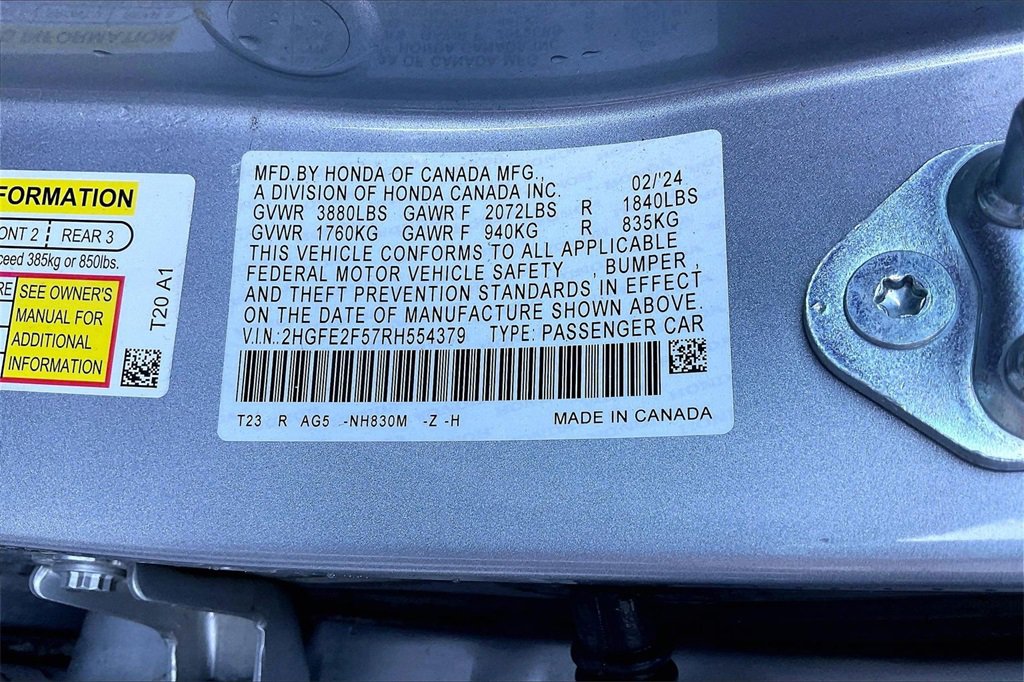 FORMATION
ONT 2 | REAR 3
ceed 385kg or 850lbs.
RE
SEE OWNER'S
MANUAL FOR
ADDITIONAL
INFORMATION
T20 A1
MFD.BY HONDA OF CANADA MFG.,
A DIVISION OF HONDA CANADA INC. 02/'24
GVWR 3880LBS GAWR F 2072LBS R 1840LBS
GVWR 1760KG GAWR F 940KG R 835KG
THIS VEHICLE CONFORMS TO ALL APPLICABLE
FEDERAL MOTOR VEHICLE SAFETY , BUMPER ,
AND THEFT PREVENTION STANDARDS IN EFFECT
ON THE DATE OF MANUFACTURE SHOWN ABOVE.
V.I.N.:2HGFE2F57RH554379 TYPE: PASSENGER CAR
T23 R AG5 -NH830M -Z -H MADE IN CANADA